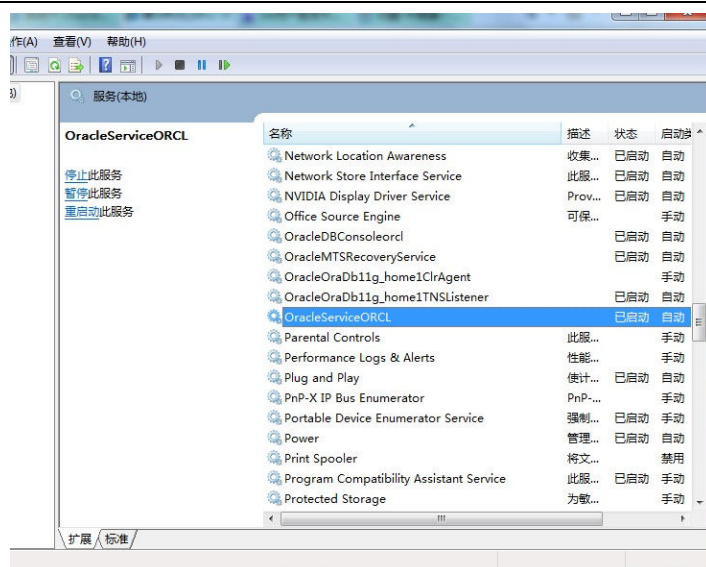 作(A) 查看(V) 帮助(H)
服务(本地)
OracleServiceORCL
停止此服务
暂停此服务
重启动此服务
名称 描述 状态 启动类
Network Location Awareness 收集... 已启动 自动
Network Store Interface Service 此服... 已启动 自动
NVIDIA Display Driver Service Prov... 已启动 自动
Office Source Engine 可保... 手动
OracleDBConsoleorcl 已启动 自动
OracleMTSRecoveryService 已启动 自动
OracleOraDb11g_home1ClrAgent 手动
OracleOraDb11g_home1TNSListener 已启动 自动
OracleServiceORCL 已启动 自动
Parental Controls 此服... 手动
Performance Logs & Alerts 性能... 手动
Plug and Play 使计... 已启动 自动
PnP-X IP Bus Enumerator PnP-... 手动
Portable Device Enumerator Service 强制... 已启动 手动
Power 管理... 已启动 自动
Print Spooler 将文... 禁用
Program Compatibility Assistant Service 此服... 已启动 手动
Protected Storage 为敏... 手动
扩展 标准